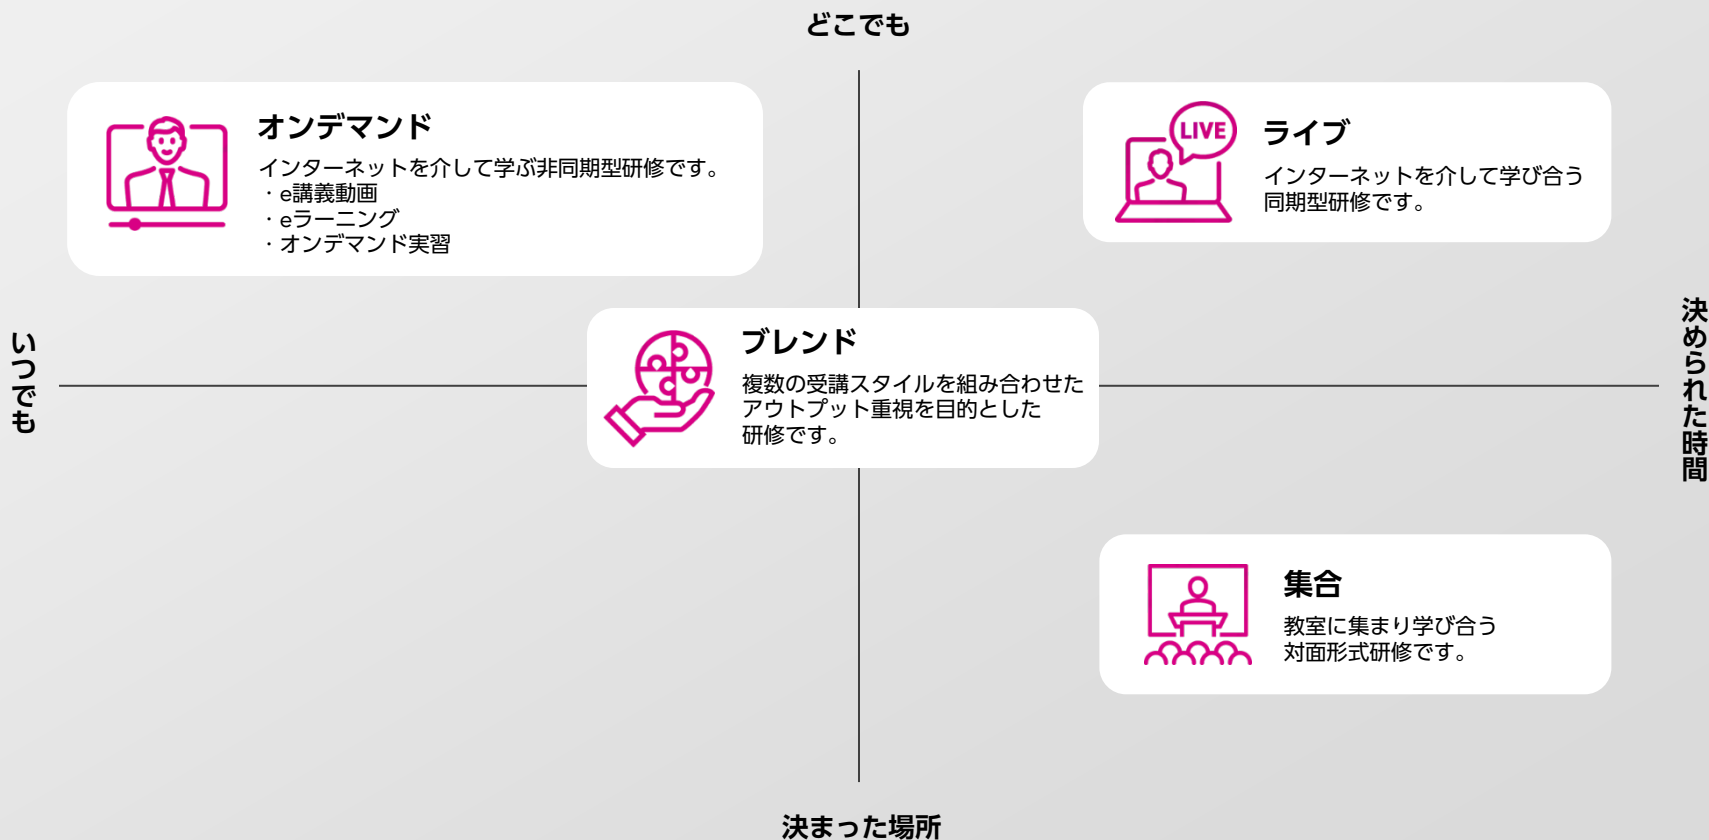 どこでも
オンデマンド
インターネットを介して学ぶ非同期型研修です。
・e講義動画
・eラーニング
・オンデマンド実習
LIVE
ライブ
インターネットを介して学び合う
同期型研修です。
いつでも
ブレンド
複数の受講スタイルを組み合わせた
アウトプット重視を目的とした
研修です。
決められた時間
集合
教室に集まり学び合う
対面形式研修です。
決まった場所